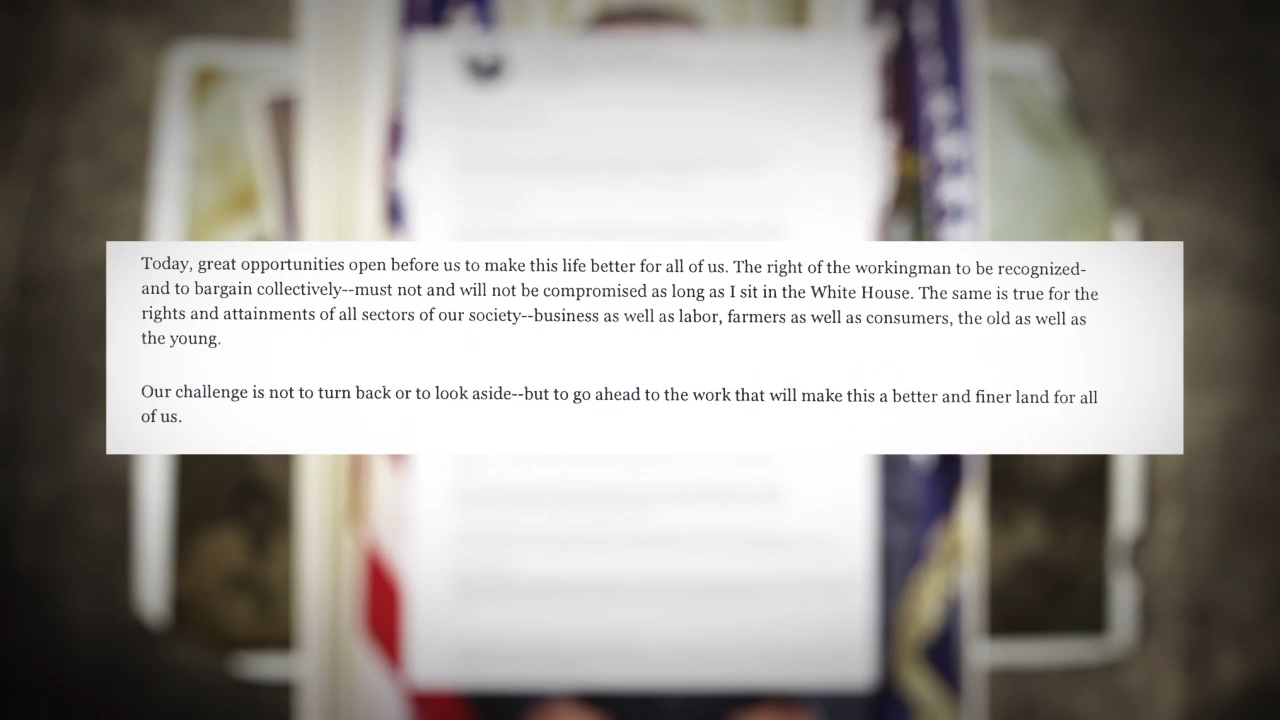 Today, great opportunities open before us to make this life better for all of us. The right of the workingman to be recognized-
and to bargain collectively--must not and will not be compromised as long as I sit in the White House. The same is true for the
rights and attainments of all sectors of our society--business as well as labor, farmers as well as consumers, the old as well as
the young.
Our challenge is not to turn back or to look aside--but to go ahead to the work that will make this a better and finer land for all
of us.